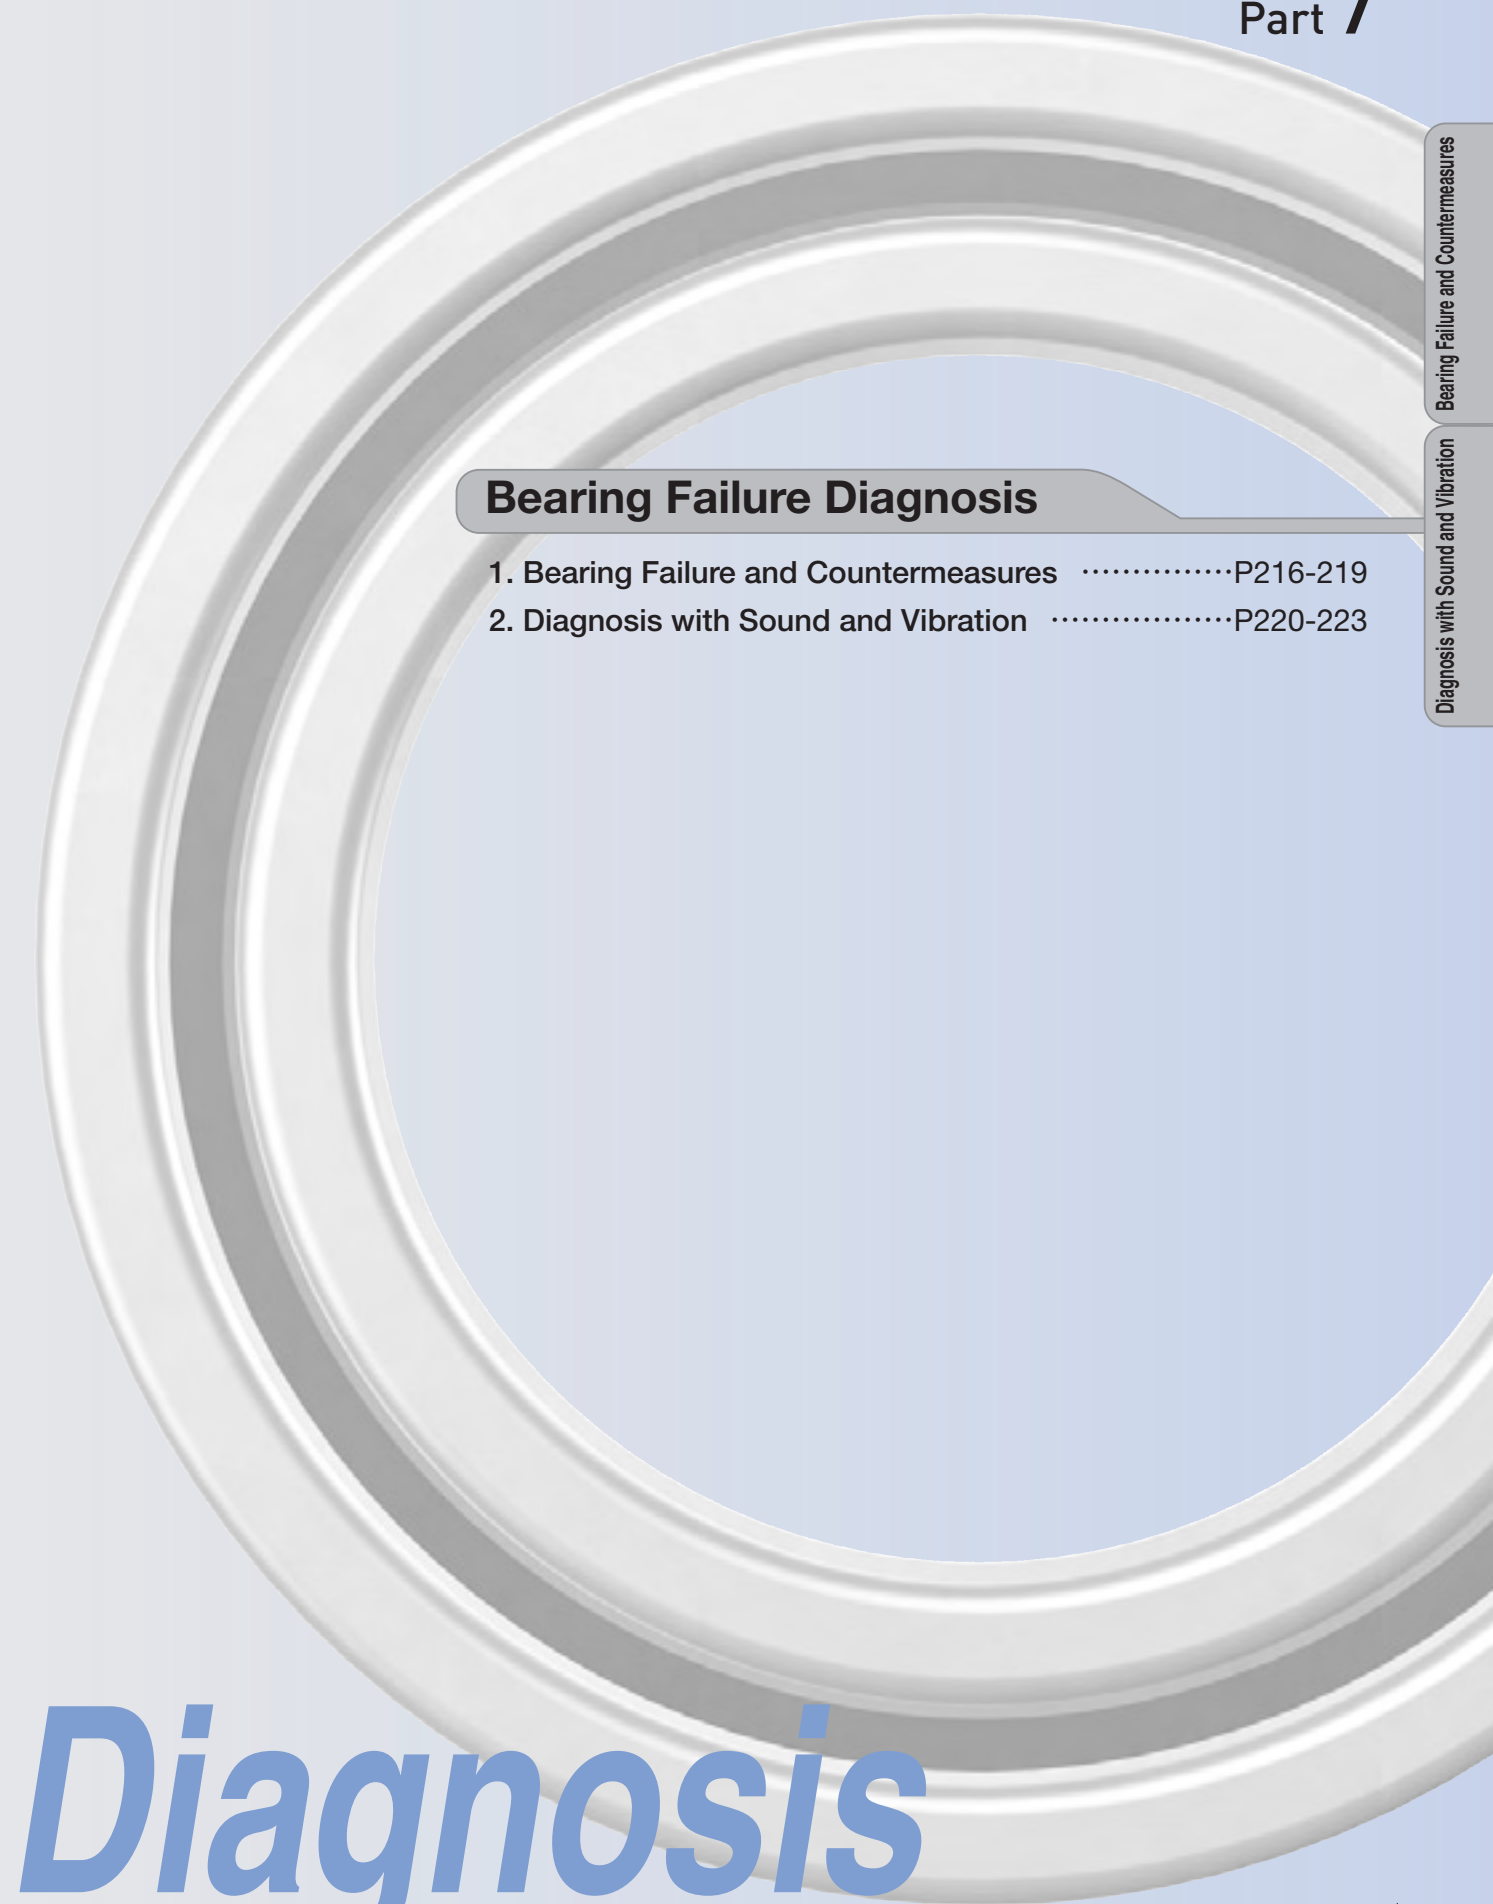 Part 7
Bearing Failure and Countermeasures
Diagnosis with Sound and Vibration
Bearing Failure Diagnosis
1. Bearing Failure and Countermeasures ···············P216-219
2. Diagnosis with Sound and Vibration ··················P220-223
Diagnosis